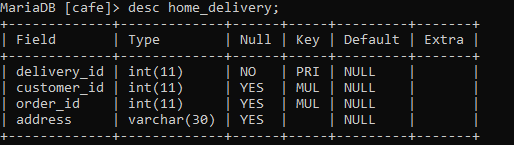 MariaDB [cafe]> desc home_delivery;
+-------------+-------------+------+-----+---------+-------+
| Field       | Type        | Null | Key | Default | Extra |
+-------------+-------------+------+-----+---------+-------+
| delivery_id | int(11)     | NO   | PRI | NULL    |       |
| customer_id | int(11)     | YES  | MUL | NULL    |       |
| order_id    | int(11)     | YES  | MUL | NULL    |       |
| address     | varchar(30) | YES  |     | NULL    |       |
+-------------+-------------+------+-----+---------+-------+